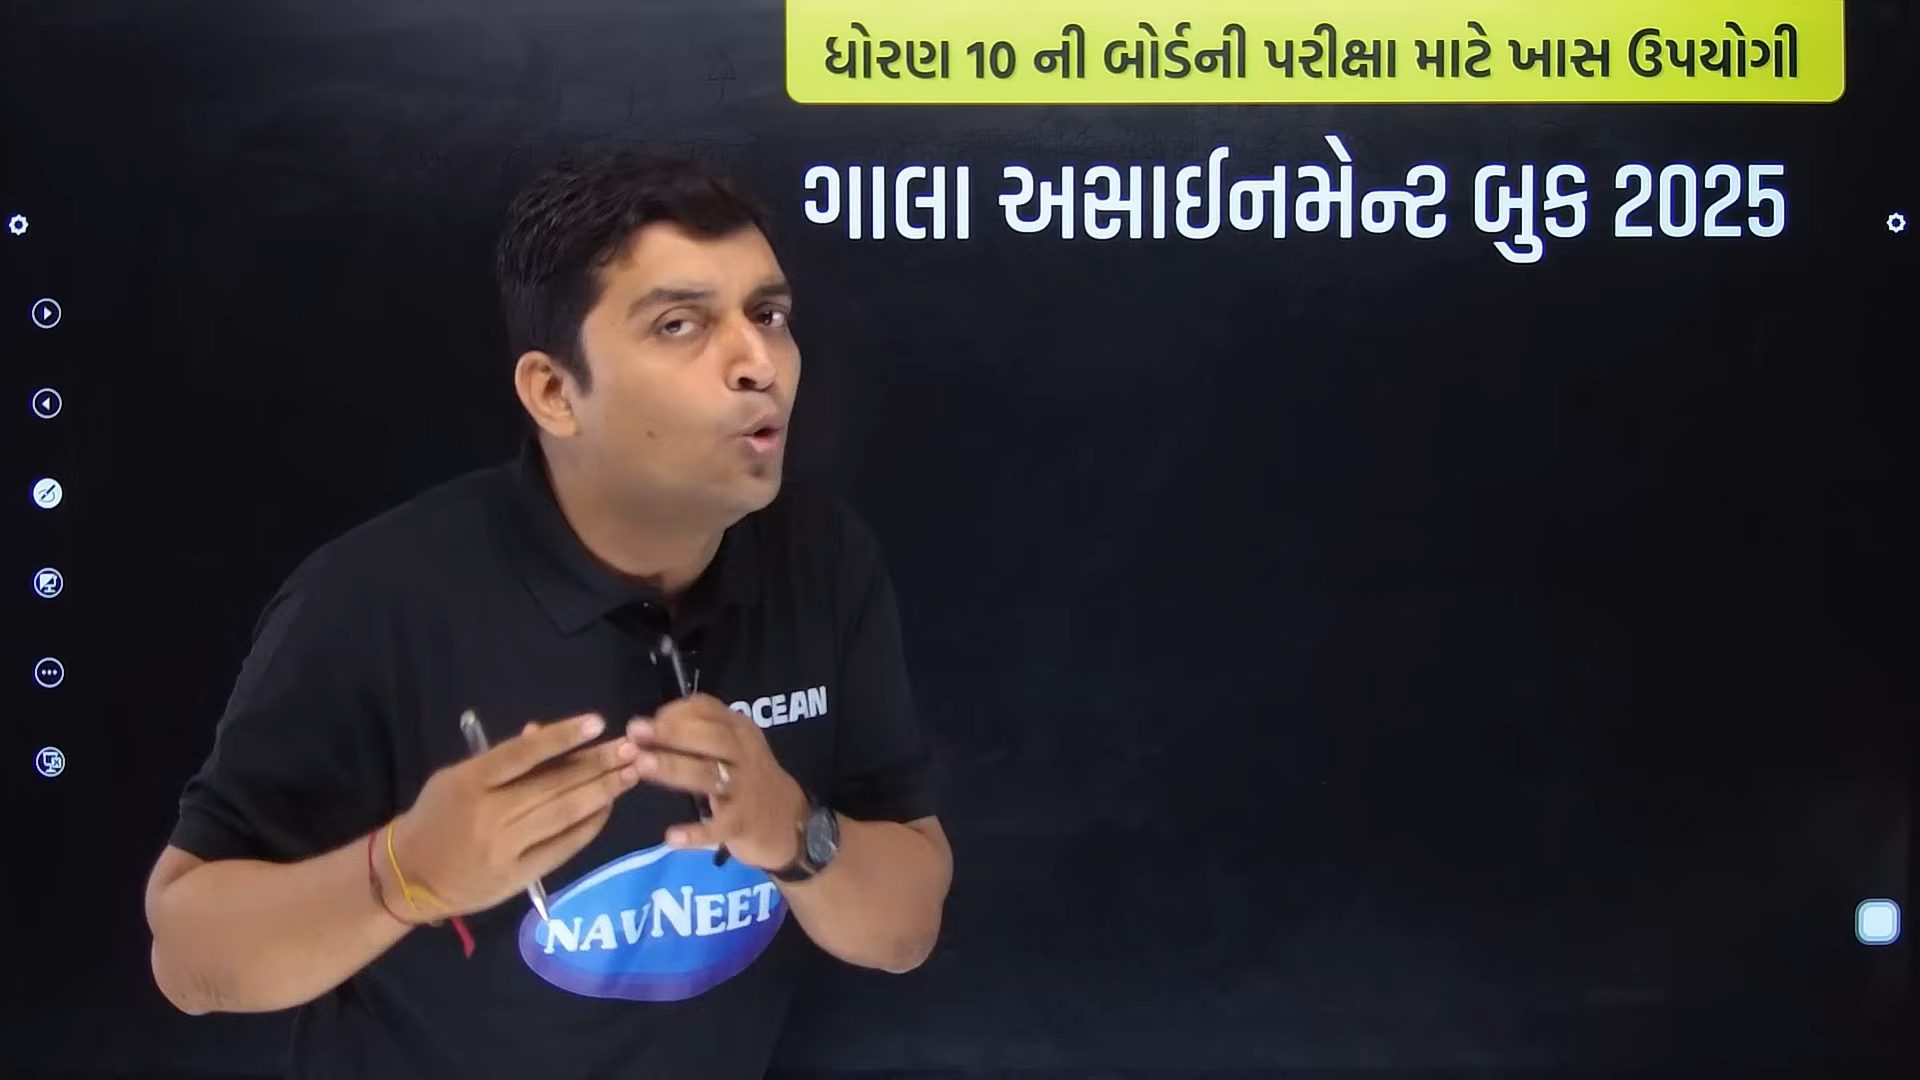 ધોરણ 10 ની બોર્ડની પરીક્ષા માટે ખાસ ઉપયોગી
ગાલા અસાઈનમેન્ટ બુક 2025
OCEAN
NAVNEET